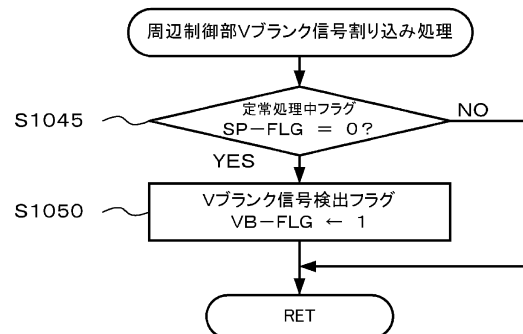 周辺制御部Vブランク信号割り込み処理
S1045
定常処理中フラグ
SP-FLG = 0?
NO
YES
S1050
Vブランク信号検出フラグ
VB-FLG ← 1
RET